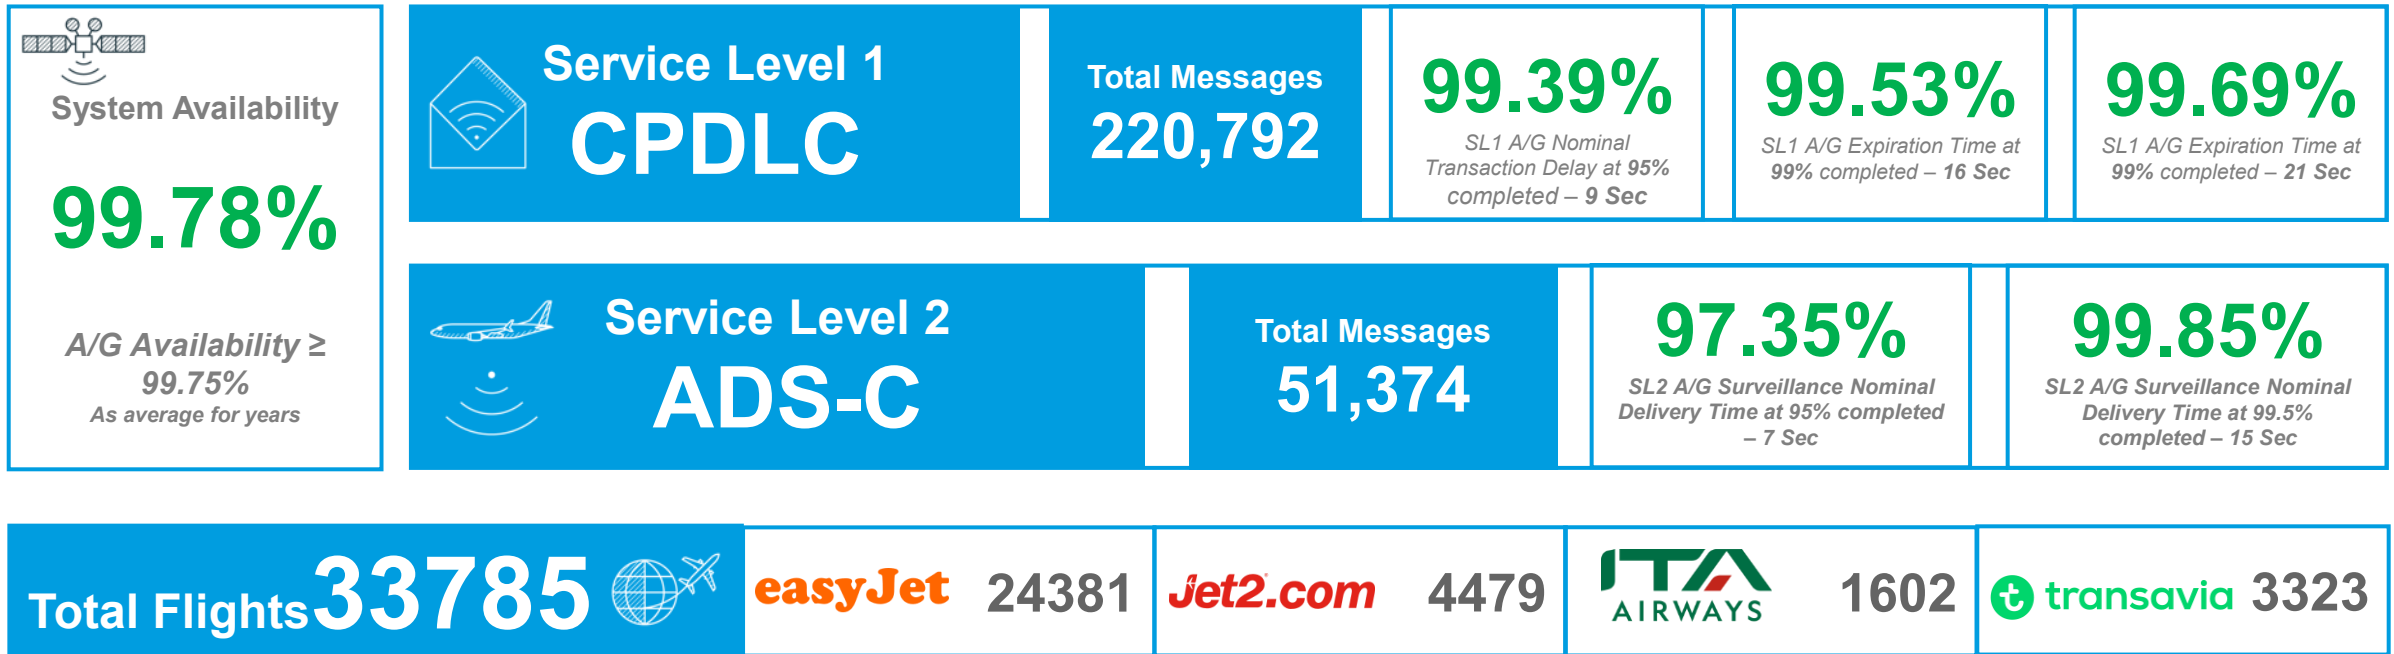 System Availability
99.78%
A/G Availability ≥
99.75%
As average for years
Service Level 1
CPDLC
Total Messages
220,792
99.39%
SL1 A/G Nominal
Transaction Delay at 95%
completed – 9 Sec
99.53%
SL1 A/G Expiration Time at
99% completed – 16 Sec
99.69%
SL1 A/G Expiration Time at
99% completed – 21 Sec
Service Level 2
ADS-C
Total Messages
51,374
97.35%
SL2 A/G Surveillance Nominal
Delivery Time at 95% completed
– 7 Sec
99.85%
SL2 A/G Surveillance Nominal
Delivery Time at 99.5%
completed – 15 Sec
Total Flights 33785
easyJet 24381
Jet2.com 4479
ITA
AIRWAYS
1602
transavia 3323